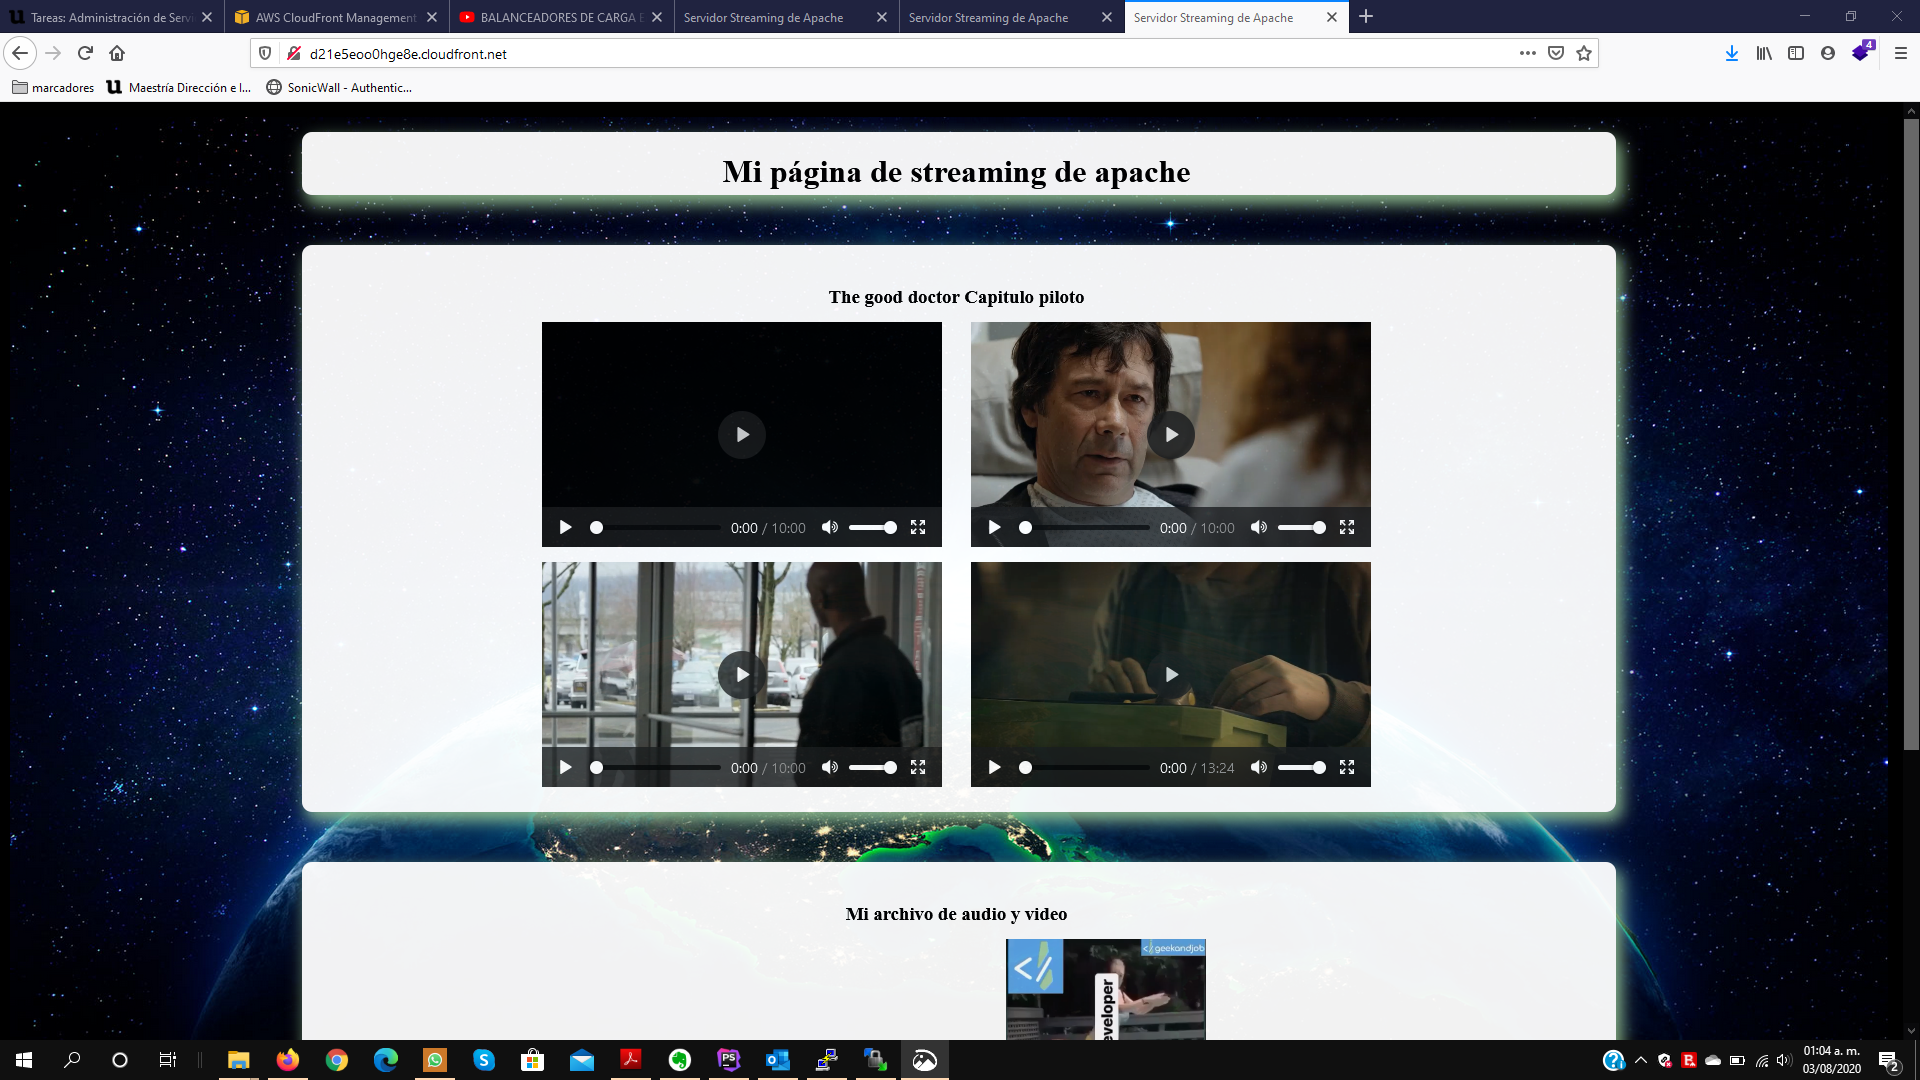 Tareas: Administración de Servi
AWS CloudFront Management
BALANCEADORES DE CARGA E
Servidor Streaming de Apache
Servidor Streaming de Apache
Servidor Streaming de Apache
d21e5eoo0hge8e.cloudfront.net
4
marcadores
Maestría Dirección e I...
SonicWall - Authentic...
Mi página de streaming de apache
The good doctor Capitulo piloto
0:00 / 10:00
0:00 / 10:00
0:00 / 10:00
0:00 / 13:24
Mi archivo de audio y video
</> geekandjob
</>
eveloper
01:04 a. m.
03/08/2020
2